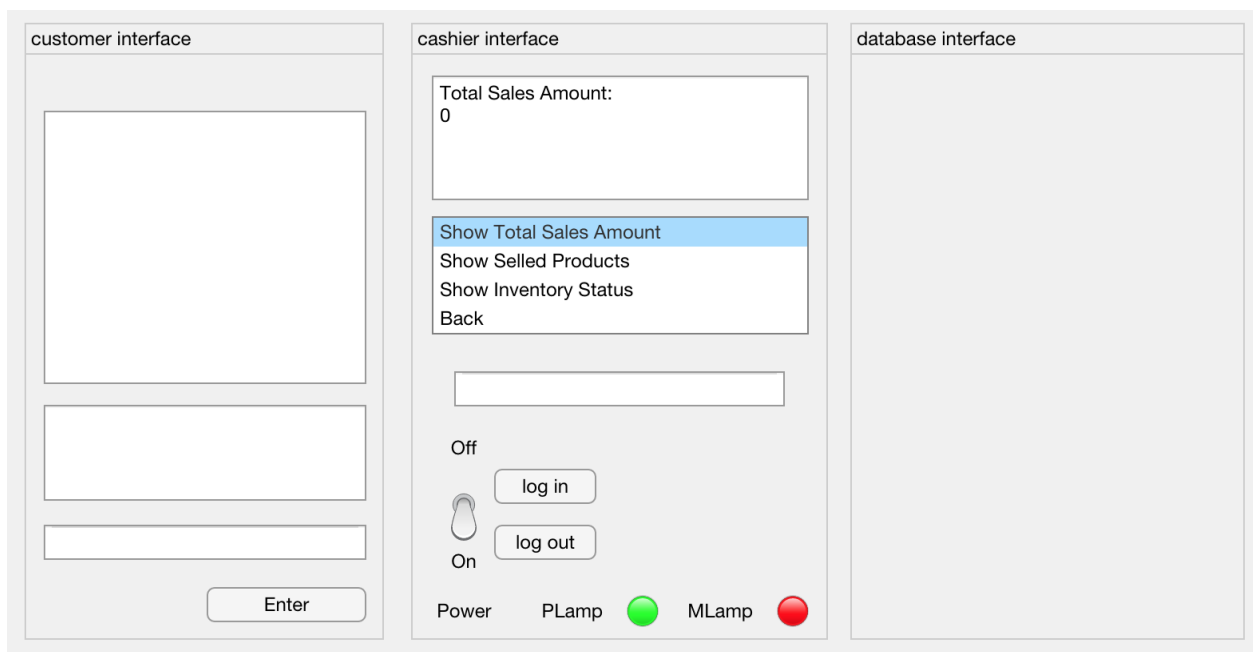 customer interface
Enter
cashier interface
Total Sales Amount:
0
Show Total Sales Amount
Show Selled Products
Show Inventory Status
Back
Off
log in
log out
On
Power
PLamp
MLamp
database interface